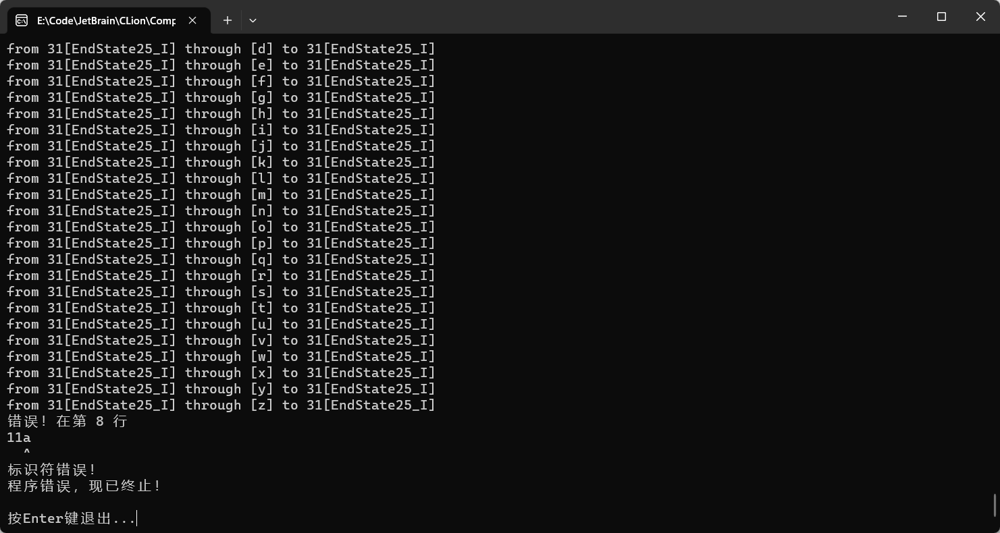 E:\Code\JetBrain\CLion\Comp
from 31[EndState25_I] through [d] to 31[EndState25_I]
from 31[EndState25_I] through [e] to 31[EndState25_I]
from 31[EndState25_I] through [f] to 31[EndState25_I]
from 31[EndState25_I] through [g] to 31[EndState25_I]
from 31[EndState25_I] through [h] to 31[EndState25_I]
from 31[EndState25_I] through [i] to 31[EndState25_I]
from 31[EndState25_I] through [j] to 31[EndState25_I]
from 31[EndState25_I] through [k] to 31[EndState25_I]
from 31[EndState25_I] through [l] to 31[EndState25_I]
from 31[EndState25_I] through [m] to 31[EndState25_I]
from 31[EndState25_I] through [n] to 31[EndState25_I]
from 31[EndState25_I] through [o] to 31[EndState25_I]
from 31[EndState25_I] through [p] to 31[EndState25_I]
from 31[EndState25_I] through [q] to 31[EndState25_I]
from 31[EndState25_I] through [r] to 31[EndState25_I]
from 31[EndState25_I] through [s] to 31[EndState25_I]
from 31[EndState25_I] through [t] to 31[EndState25_I]
from 31[EndState25_I] through [u] to 31[EndState25_I]
from 31[EndState25_I] through [v] to 31[EndState25_I]
from 31[EndState25_I] through [w] to 31[EndState25_I]
from 31[EndState25_I] through [x] to 31[EndState25_I]
from 31[EndState25_I] through [y] to 31[EndState25_I]
from 31[EndState25_I] through [z] to 31[EndState25_I]
错误！在第 8 行
11a
  ^
标识符错误！
程序错误，现已终止！
按Enter键退出...